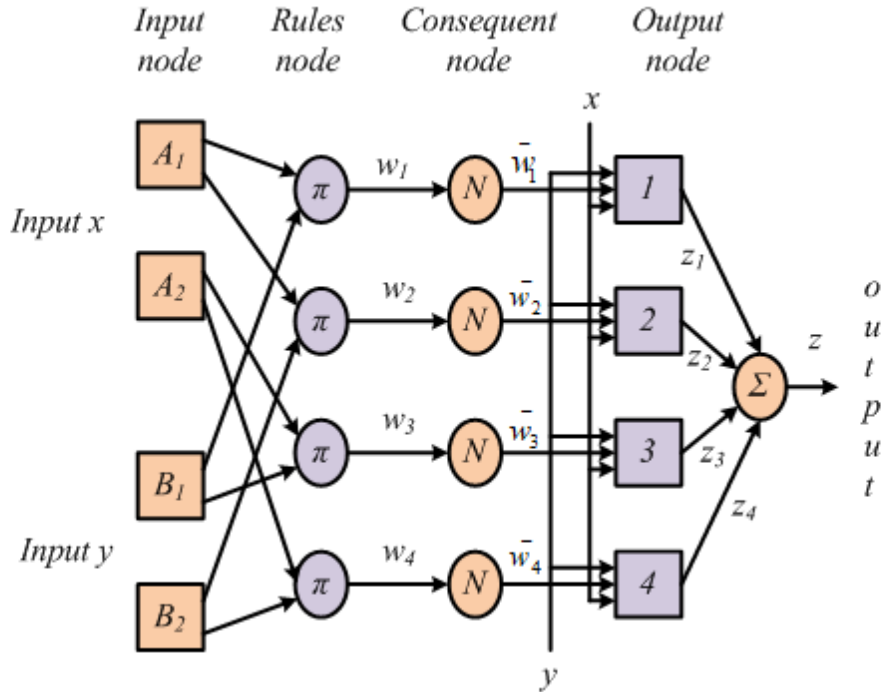 Input node
Rules node
Consequent node
Output node
x
A₁
π
w₁
N
w̄₁
1
Input x
z₁
A₂
π
w₂
N
w̄₂
2
z₂
Σ
z
output
π
w₃
N
w̄₃
3
z₃
B₁
z₄
Input y
π
w₄
N
w̄₄
4
B₂
y